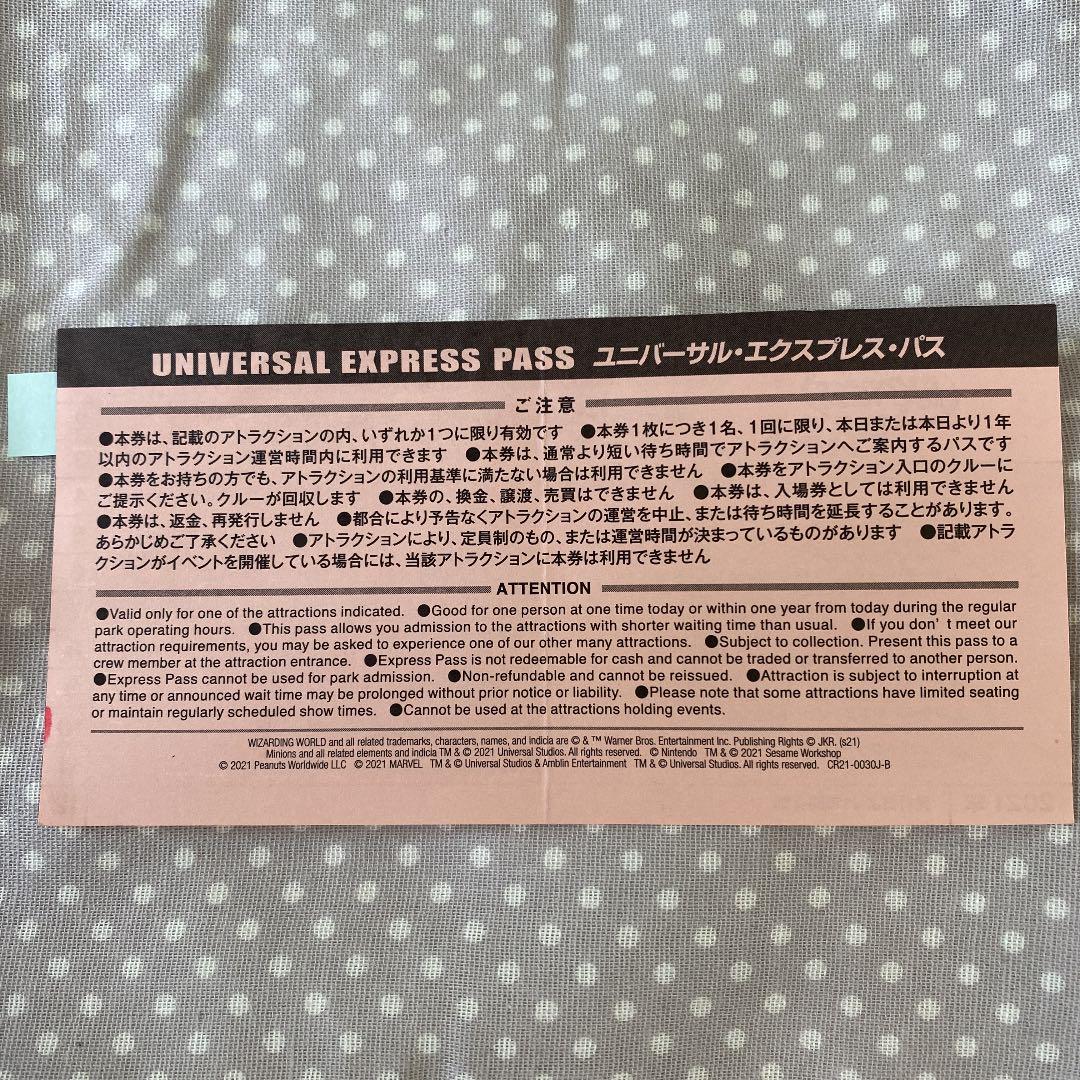 UNIVERSAL EXPRESS PASS ユニバーサル・エクスプレス・パス
ご注意
●本券は、記載のアトラクションの内、いずれか1つに限り有効です ●本券1枚につき1名、1回に限り、本日または本日より1年
以内のアトラクション運営時間内に利用できます ●本券は、通常より短い待ち時間でアトラクションへご案内するパスです
●本券をお持ちの方でも、アトラクションの利用基準に満たない場合は利用できません ●本券をアトラクション入口のクルーに
ご提示ください。クルーが回収します ●本券の、換金、譲渡、売買はできません ●本券は、入場券としては利用できません
●本券は、返金、再発行しません ●都合により予告なくアトラクションの運営を中止、または待ち時間を延長することがあります。
あらかじめご了承ください ●アトラクションにより、定員制のもの、または運営時間が決まっているものがあります ●記載アトラ
クションがイベントを開催している場合には、当該アトラクションに本券は利用できません
ATTENTION
●Valid only for one of the attractions indicated. ●Good for one person at one time today or within one year from today during the regular
park operating hours. ●This pass allows you admission to the attractions with shorter waiting time than usual. ●If you don't meet our
attraction requirements, you may be asked to experience one of our other many attractions. ●Subject to collection. Present this pass to a
crew member at the attraction entrance. ●Express Pass is not redeemable for cash and cannot be traded or transferred to another person.
●Express Pass cannot be used for park admission. ●Non-refundable and cannot be reissued. ●Attraction is subject to interruption at
any time or announced wait time may be prolonged without prior notice or liability. ●Please note that some attractions have limited seating
or maintain regularly scheduled show times. ●Cannot be used at the attractions holding events.
WIZARDING WORLD and all related trademarks, characters, names, and indicia are © & ™ Warner Bros. Entertainment Inc. Publishing Rights © JKR. (s21)
Minions and all related elements and indicia TM & © 2021 Universal Studios. All rights reserved. © Nintendo TM & © 2021 Sesame Workshop
© 2021 Peanuts Worldwide LLC © 2021 MARVEL TM & © Universal Studios & Amblin Entertainment TM & © Universal Studios. All rights reserved. CR21-0030J-B